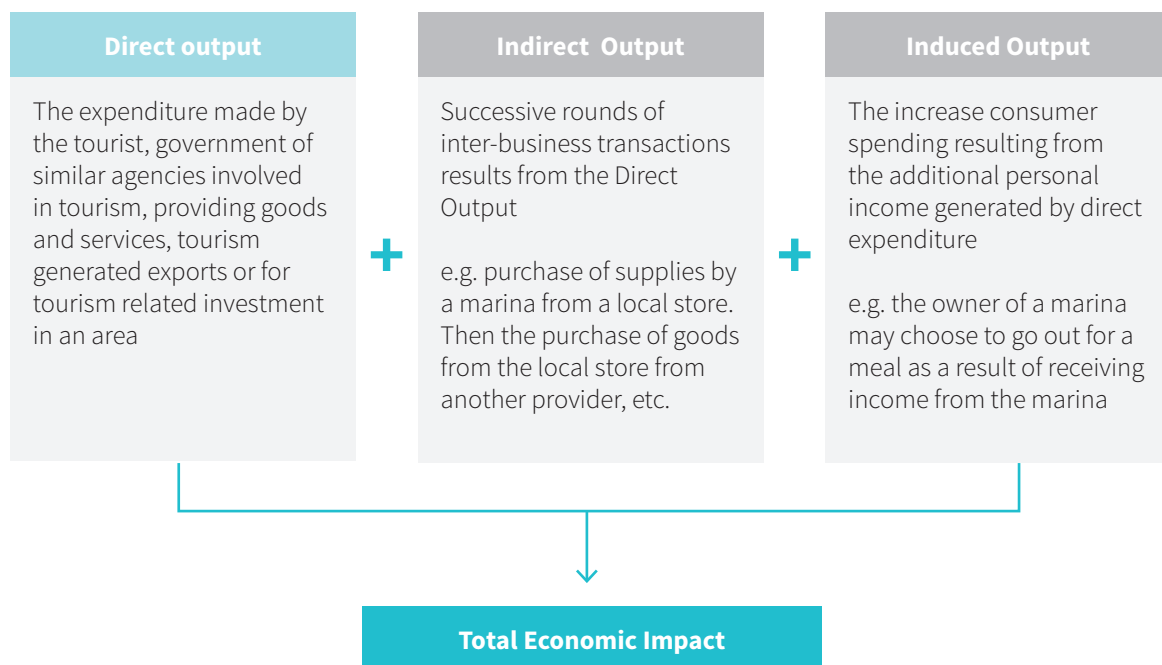 Direct output
The expenditure made by
the tourist, government of
similar agencies involved
in tourism, providing goods
and services, tourism
generated exports or for
tourism related investment
in an area
+
Indirect Output
Successive rounds of
inter-business transactions
results from the Direct
Output
e.g. purchase of supplies by
a marina from a local store.
Then the purchase of goods
from the local store from
another provider, etc.
+
Induced Output
The increase consumer
spending resulting from
the additional personal
income generated by direct
expenditure
e.g. the owner of a marina
may choose to go out for a
meal as a result of receiving
income from the marina
Total Economic Impact